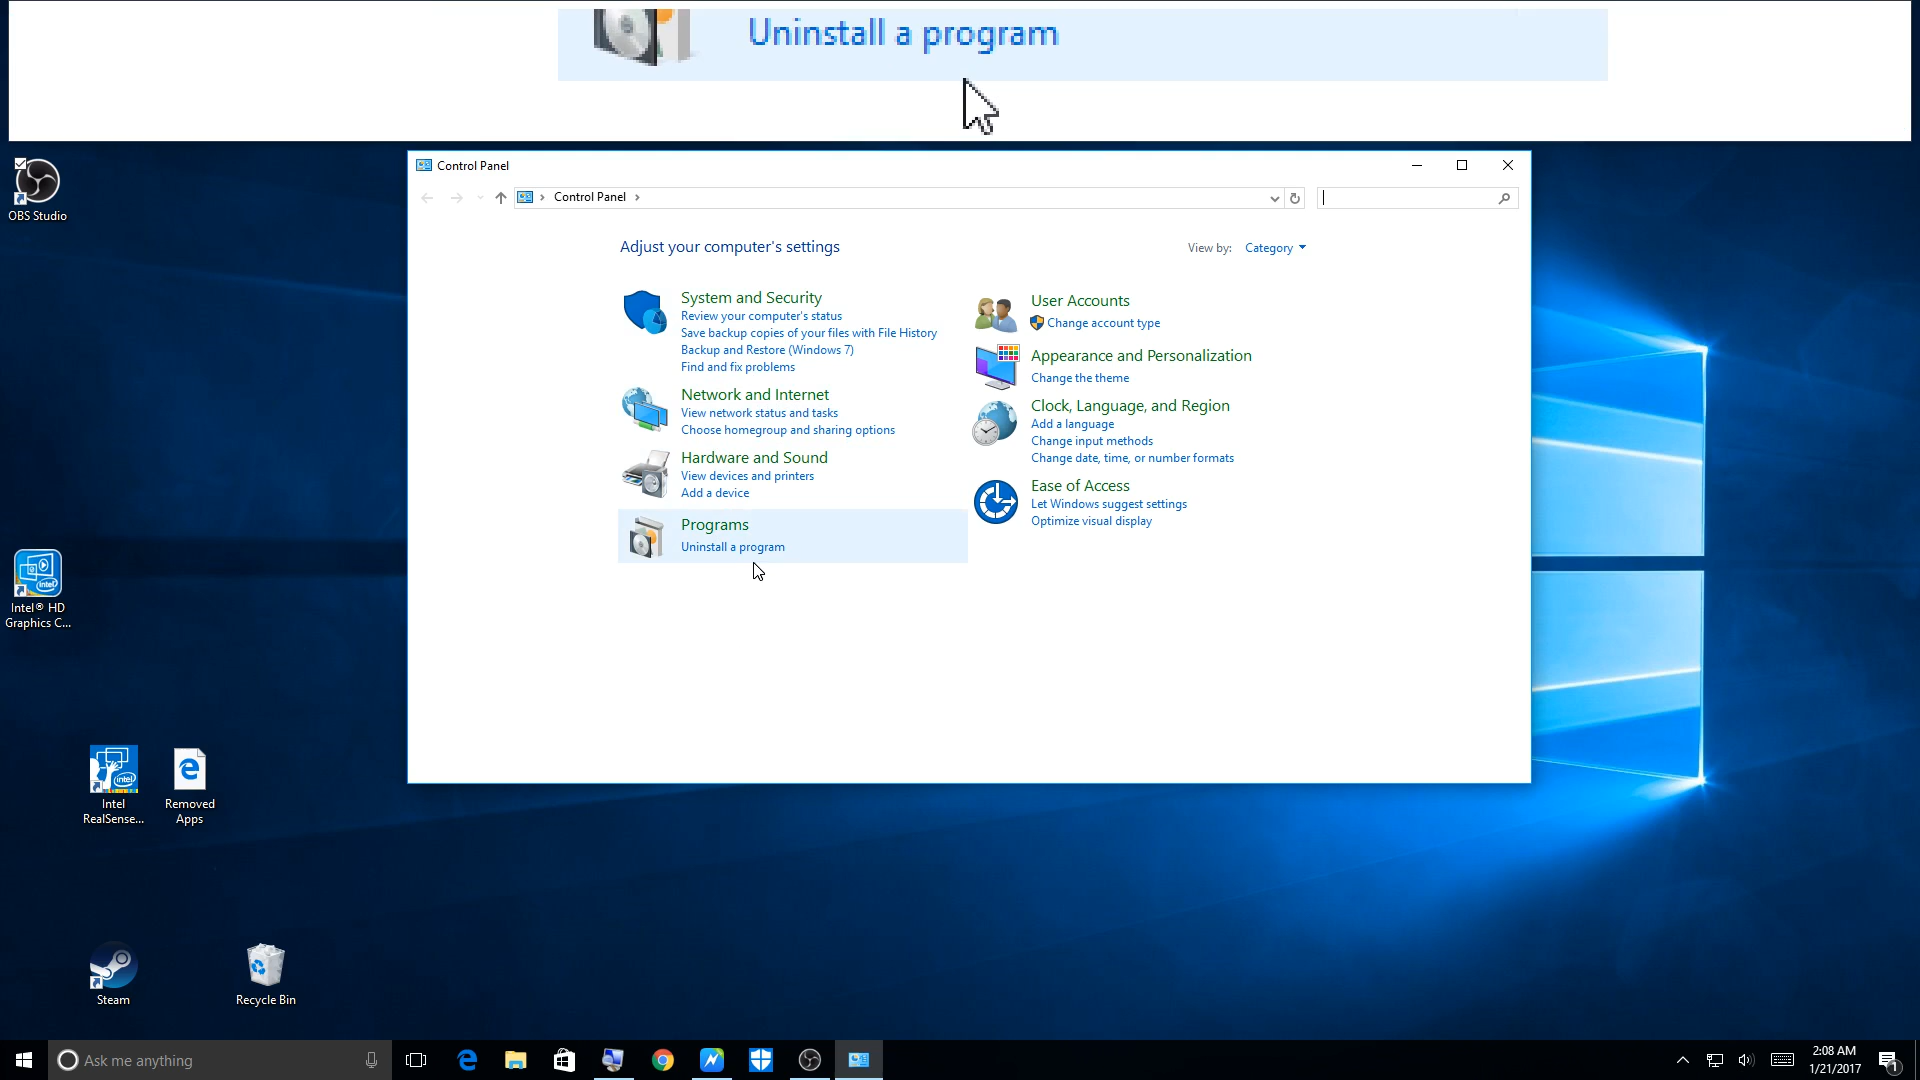 Uninstall a program
Control Panel
Control Panel
Adjust your computer's settings
View by: Category
System and Security
Review your computer's status
Save backup copies of your files with File History
Backup and Restore (Windows 7)
Find and fix problems
Network and Internet
View network status and tasks
Choose homegroup and sharing options
Hardware and Sound
View devices and printers
Add a device
Programs
Uninstall a program
User Accounts
Change account type
Appearance and Personalization
Change the theme
Clock, Language, and Region
Add a language
Change input methods
Change date, time, or number formats
Ease of Access
Let Windows suggest settings
Optimize visual display
OBS Studio
intel
Intel® HD
Graphics C...
intel
Intel
RealSense...
Removed
Apps
Steam
Recycle Bin
Ask me anything
2:08 AM
1/21/2017
1